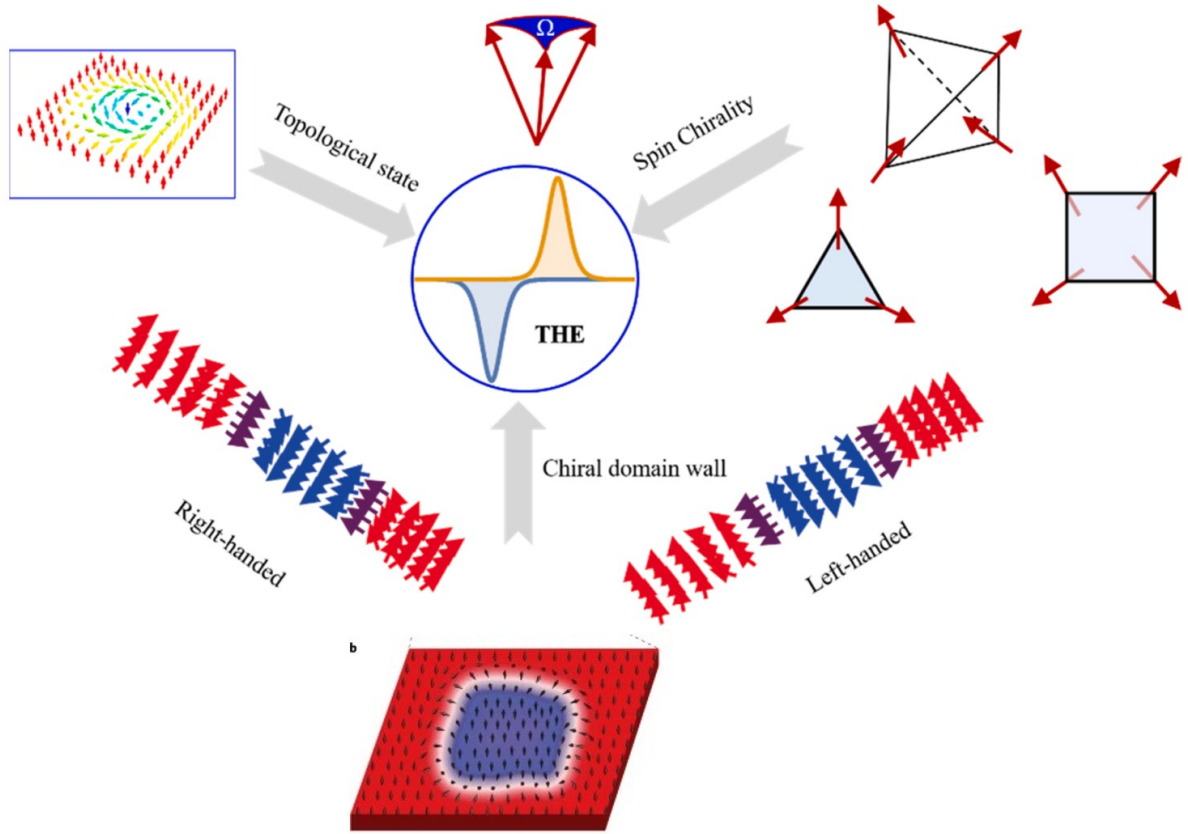 Ω
Topological state
Spin Chirality
THE
Chiral domain wall
Right-handed
Left-handed
b